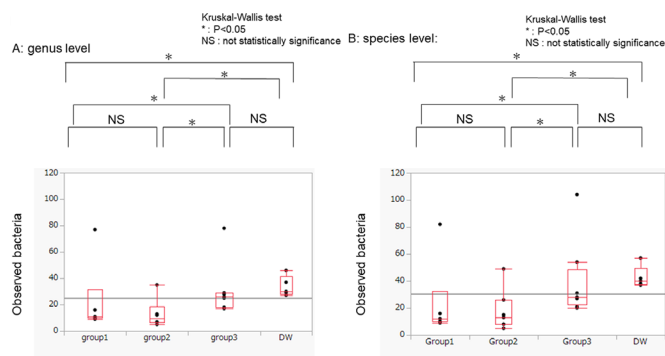 Kruskal-Wallis test
* : P<0.05
NS : not statistically significance
A: genus level
*
*
*
NS
*
NS
Observed bacteria
120
100
80
60
40
20
0
group1
group2
group3
DW
Kruskal-Wallis test
* : P<0.05
NS : not statistically significance
B: species level:
*
*
*
NS
*
NS
Observed bacteria
120
100
80
60
40
20
0
Group1
Group2
Group3
DW